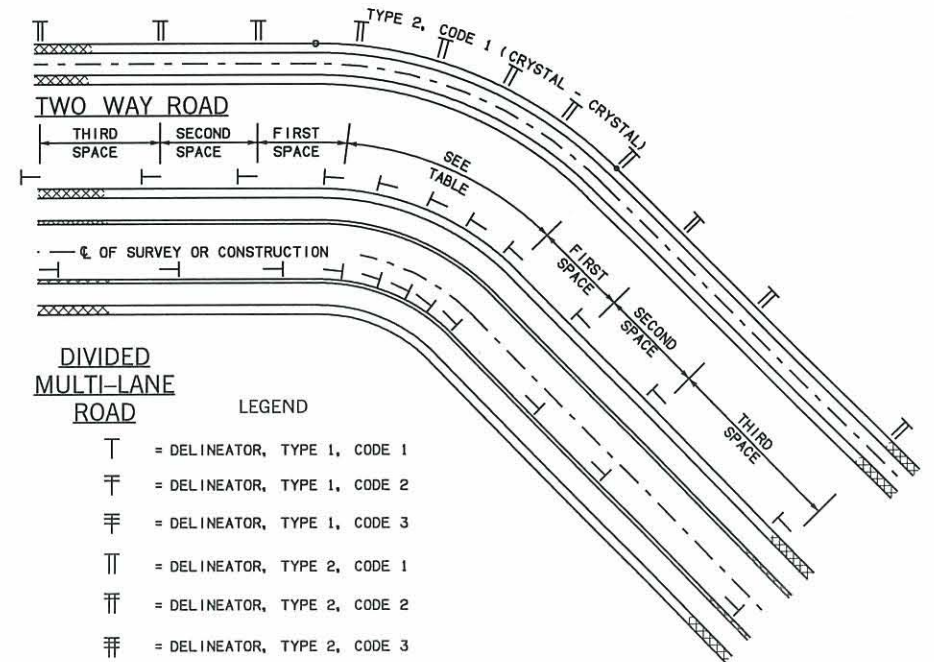 TYPE 2, CODE 1 (CRYSTAL - CRYSTAL)
TWO WAY ROAD
THIRD SPACE
SECOND SPACE
FIRST SPACE
SEE TABLE
FIRST SPACE
SECOND SPACE
THIRD SPACE
℄ OF SURVEY OR CONSTRUCTION
DIVIDED
MULTI-LANE
ROAD
LEGEND
= DELINEATOR, TYPE 1, CODE 1
= DELINEATOR, TYPE 1, CODE 2
= DELINEATOR, TYPE 1, CODE 3
= DELINEATOR, TYPE 2, CODE 1
= DELINEATOR, TYPE 2, CODE 2
= DELINEATOR, TYPE 2, CODE 3